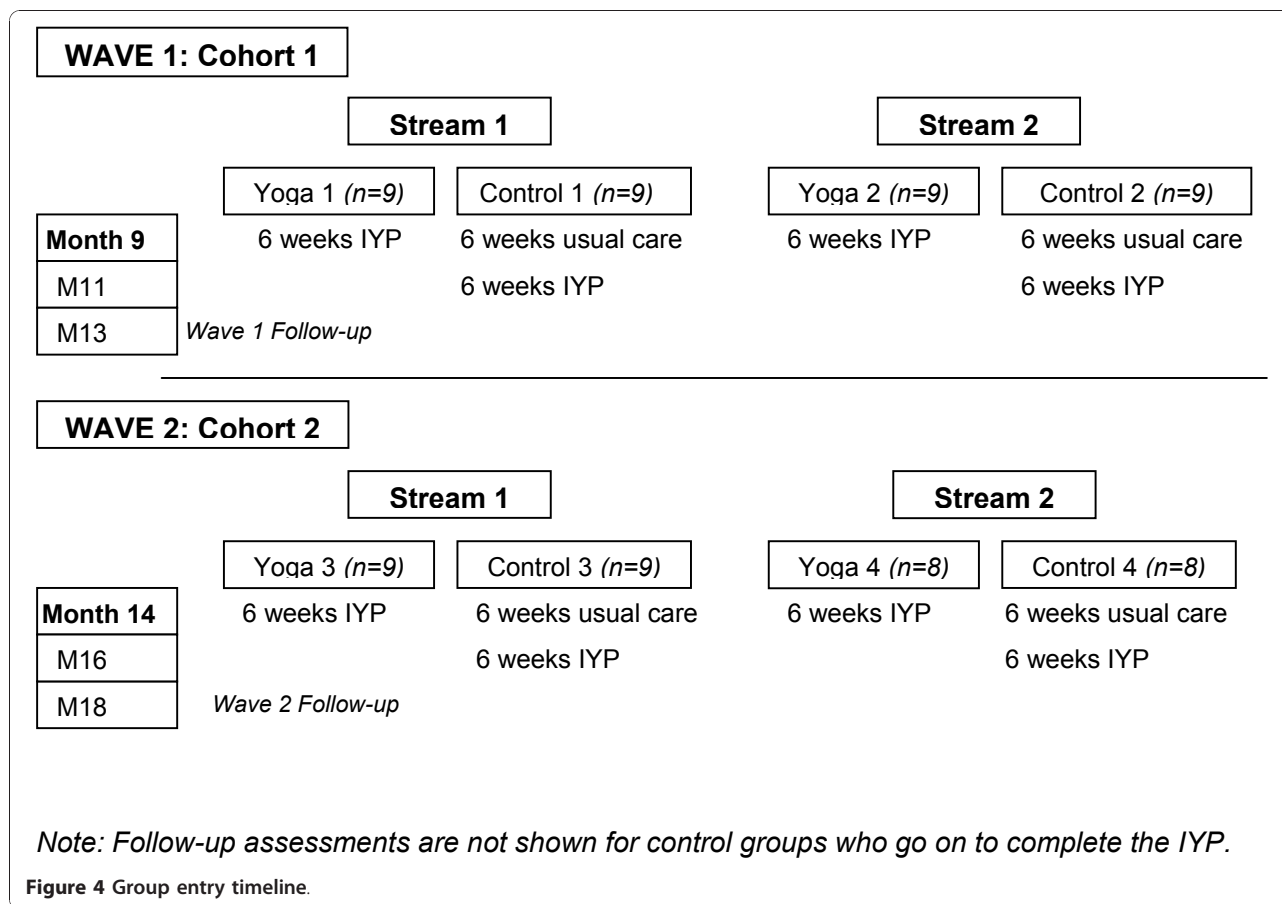 WAVE 1: Cohort 1
Stream 1 Stream 2
Yoga 1 (n=9) Control 1 (n=9) Yoga 2 (n=9) Control 2 (n=9)
Month 9 6 weeks IYP 6 weeks usual care 6 weeks IYP 6 weeks usual care
M11 6 weeks IYP 6 weeks IYP
M13 Wave 1 Follow-up
WAVE 2: Cohort 2
Stream 1 Stream 2
Yoga 3 (n=9) Control 3 (n=9) Yoga 4 (n=8) Control 4 (n=8)
Month 14 6 weeks IYP 6 weeks usual care 6 weeks IYP 6 weeks usual care
M16 6 weeks IYP 6 weeks IYP
M18 Wave 2 Follow-up
Note: Follow-up assessments are not shown for control groups who go on to complete the IYP.
Figure 4 Group entry timeline.